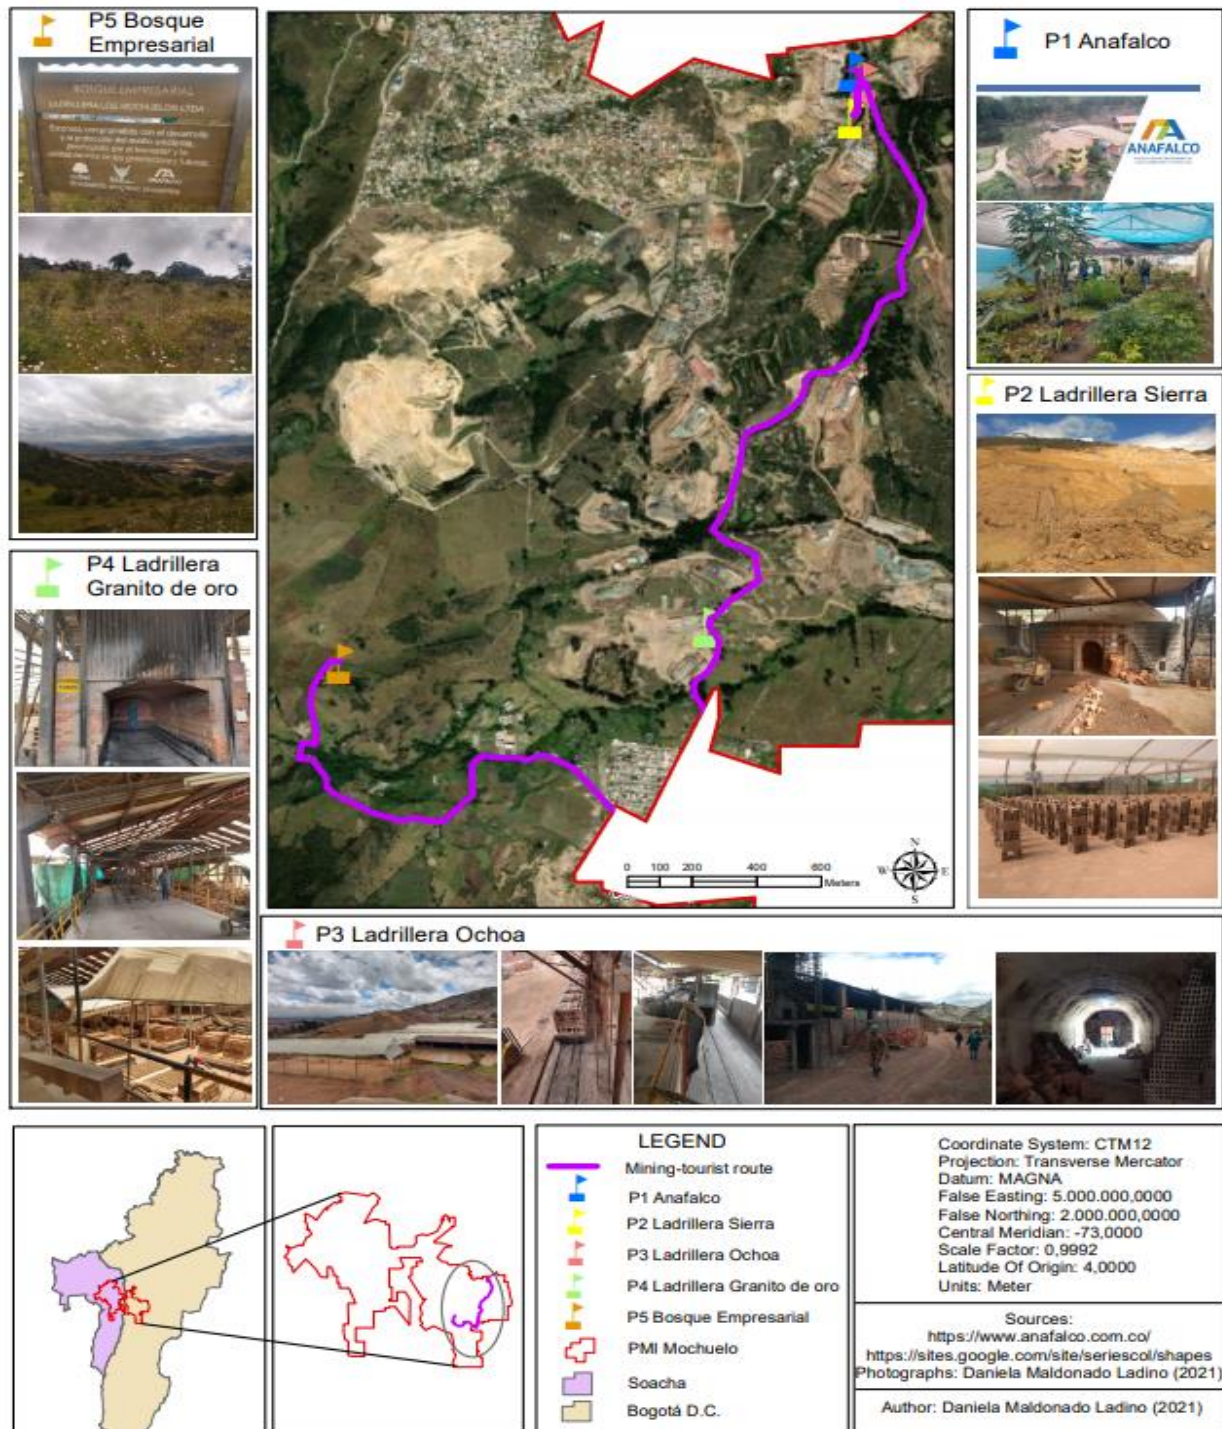 P5 Bosque
Empresarial
BOSQUE EMPRESARIAL
P1 Anafalco
ANAFALCO
P2 Ladrillera Sierra
P4 Ladrillera
Granito de oro
N
W
E
S
0 100 200 400 600
Meters
P3 Ladrillera Ochoa
LEGEND
Mining-tourist route
P1 Anafalco
P2 Ladrillera Sierra
P3 Ladrillera Ochoa
P4 Ladrillera Granito de oro
P5 Bosque Empresarial
PMI Mochuelo
Soacha
Bogotá D.C.
Coordinate System: CTM12
Projection: Transverse Mercator
Datum: MAGNA
False Easting: 5.000.000,0000
False Northing: 2.000.000,0000
Central Meridian: -73,0000
Scale Factor: 0,9992
Latitude Of Origin: 4,0000
Units: Meter
Sources:
https://www.anafalco.com.co/
https://sites.google.com/site/seriescol/shapes
Photographs: Daniela Maldonado Ladino (2021)
Author: Daniela Maldonado Ladino (2021)